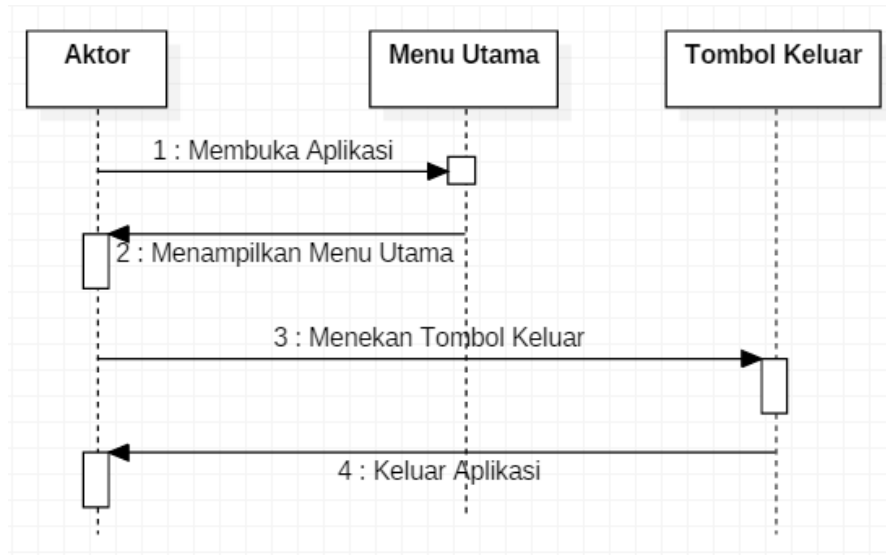 Aktor
Menu Utama
Tombol Keluar
1 : Membuka Aplikasi
2 : Menampilkan Menu Utama
3 : Menekan Tombol Keluar
4 : Keluar Aplikasi